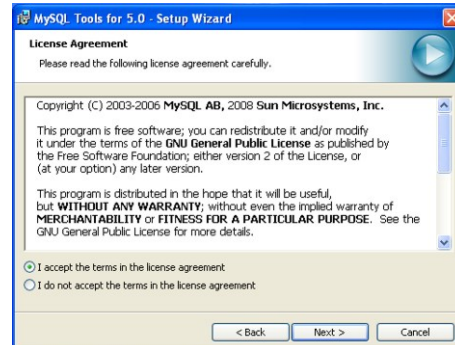 MySQL Tools for 5.0 - Setup Wizard
License Agreement
Please read the following license agreement carefully.
Copyright (C) 2003-2006 MySQL AB, 2008 Sun Microsystems, Inc.
This program is free software; you can redistribute it and/or modify
it under the terms of the GNU General Public License as published by
the Free Software Foundation; either version 2 of the License, or
(at your option) any later version.
This program is distributed in the hope that it will be useful,
but WITHOUT ANY WARRANTY; without even the implied warranty of
MERCHANTABILITY or FITNESS FOR A PARTICULAR PURPOSE. See the
GNU General Public License for more details.
I accept the terms in the license agreement
I do not accept the terms in the license agreement
< Back Next > Cancel